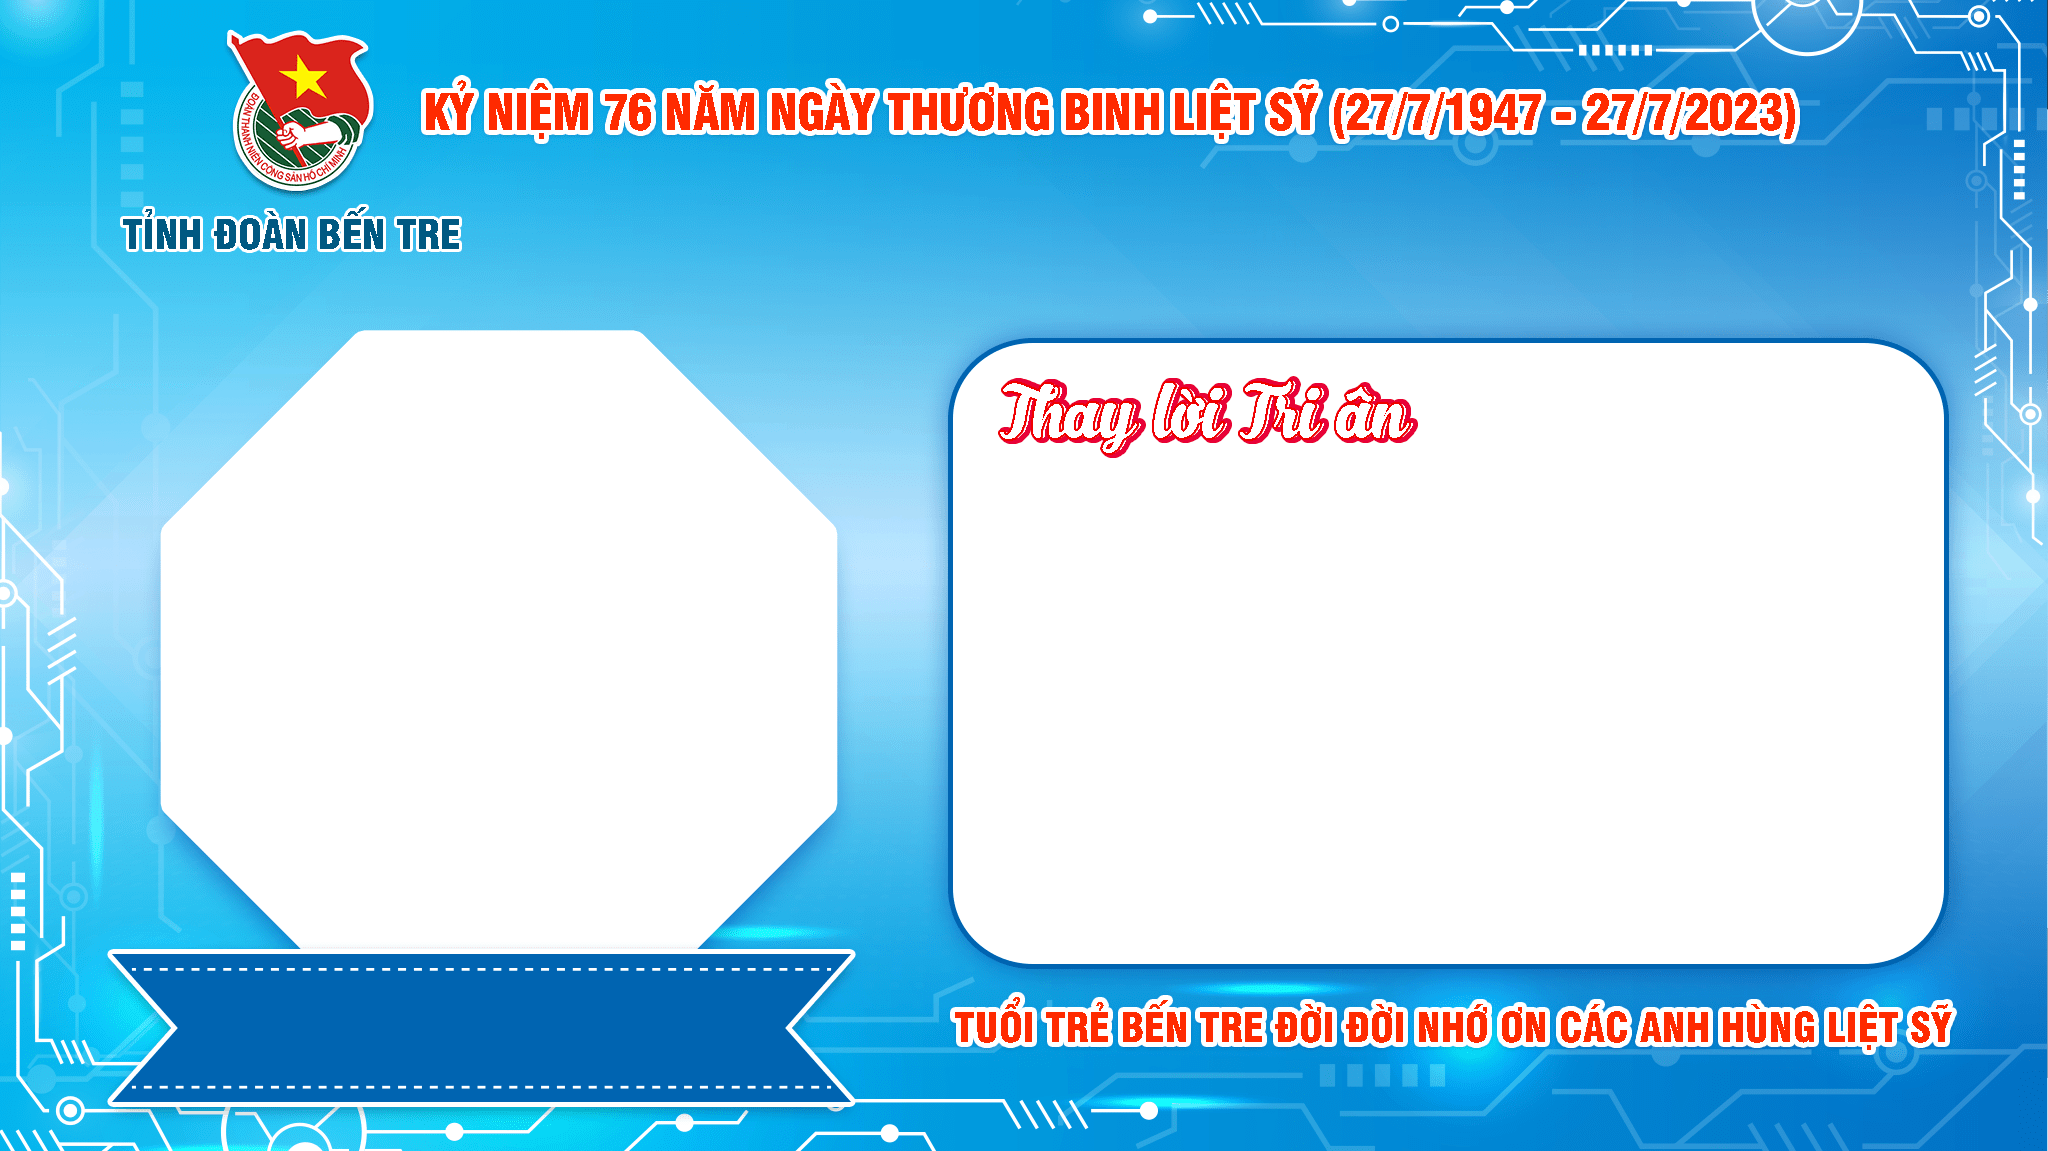 KỶ NIỆM 76 NĂM NGÀY THƯƠNG BINH LIỆT SỸ (27/7/1947 - 27/7/2023)
ĐOÀN THANH NIÊN CỘNG SẢN HỒ CHÍ MINH
TỈNH ĐOÀN BẾN TRE
Thay lời Tri ân
TUỔI TRẺ BẾN TRE ĐỜI ĐỜI NHỚ ƠN CÁC ANH HÙNG LIỆT SỸ